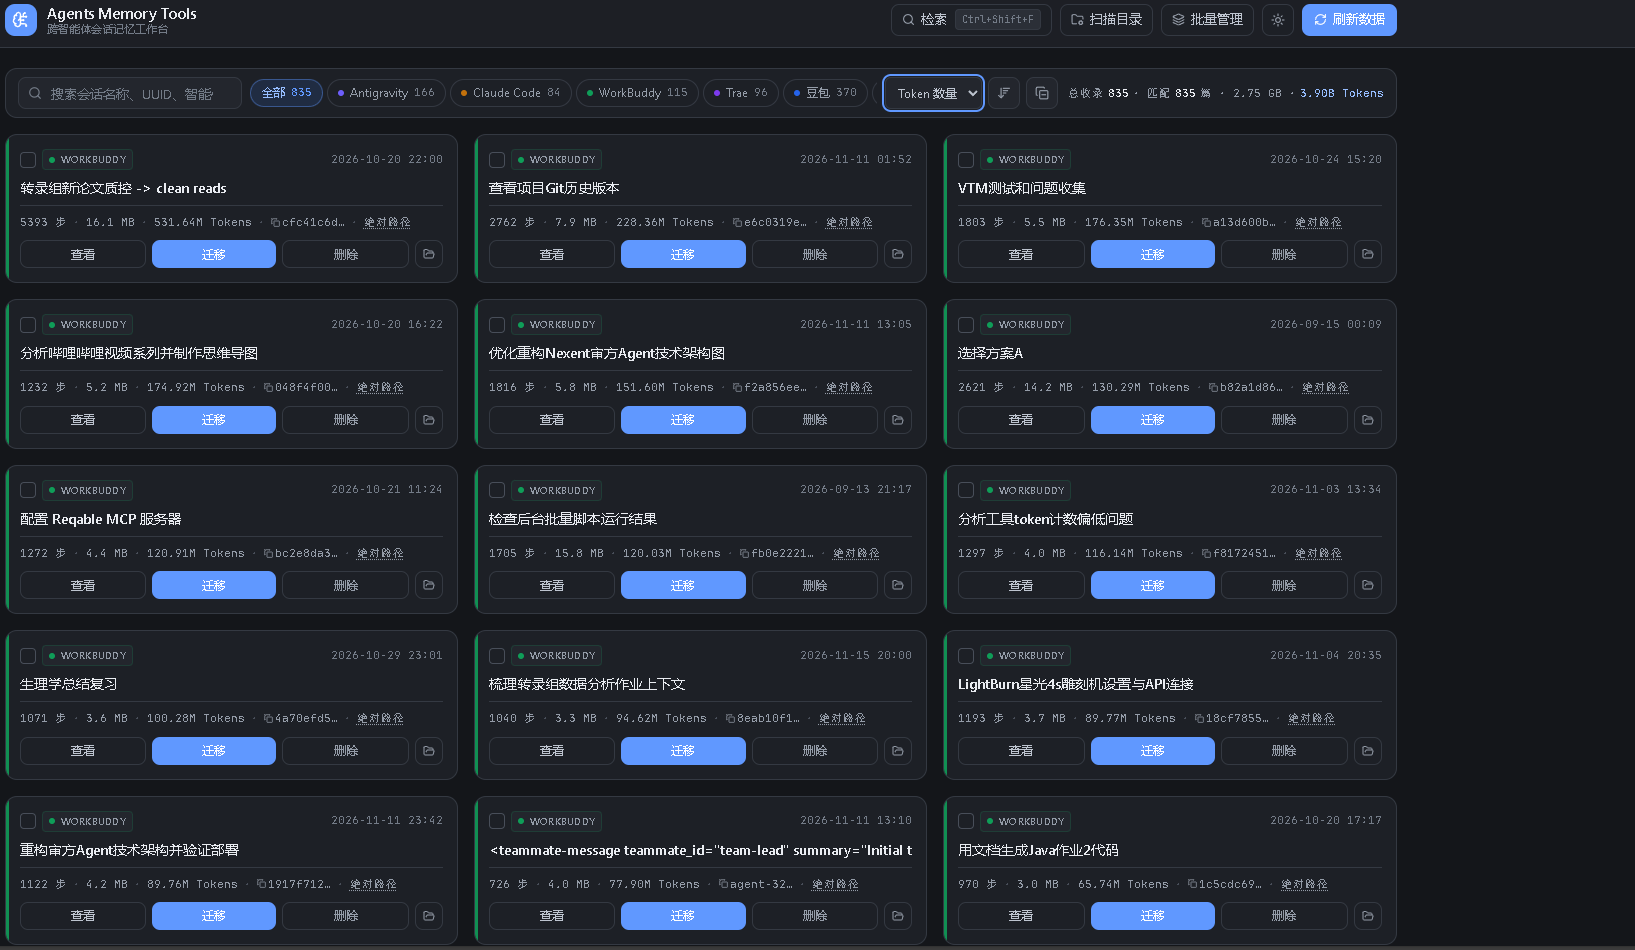 Agents Memory Tools
跨智能体会话记忆工作台
检索 Ctrl+Shift+F
扫描目录
批量管理
刷新数据
搜索会话名称、UUID、智能
全部 835
Antigravity 166
Claude Code 84
WorkBuddy 115
Trae 96
豆包 370
Token 数量
总收录 835 · 匹配 835 篇 · 2.75 GB · 3.90B Tokens
WORKBUDDY 2026-10-20 22:00
转录组新论文质控 -> clean reads
5393 步 · 16.1 MB · 531.64M Tokens · cfc41c6d… · 绝对路径
查看 迁移 删除
WORKBUDDY 2026-11-11 01:52
查看项目Git历史版本
2762 步 · 7.9 MB · 228.36M Tokens · e6c0319e… · 绝对路径
查看 迁移 删除
WORKBUDDY 2026-10-24 15:20
VTM测试和问题收集
1803 步 · 5.5 MB · 176.35M Tokens · a13d600b… · 绝对路径
查看 迁移 删除
WORKBUDDY 2026-10-20 16:22
分析哔哩哔哩视频系列并制作思维导图
1232 步 · 5.2 MB · 174.92M Tokens · 048f4f00… · 绝对路径
查看 迁移 删除
WORKBUDDY 2026-11-11 13:05
优化重构Nexent审方Agent技术架构图
1816 步 · 5.8 MB · 151.60M Tokens · f2a856ee… · 绝对路径
查看 迁移 删除
WORKBUDDY 2026-09-15 00:09
选择方案A
2621 步 · 14.2 MB · 130.29M Tokens · b82a1d86… · 绝对路径
查看 迁移 删除
WORKBUDDY 2026-10-21 11:24
配置 Reqable MCP 服务器
1272 步 · 4.4 MB · 120.91M Tokens · bc2e8da3… · 绝对路径
查看 迁移 删除
WORKBUDDY 2026-09-13 21:17
检查后台批量脚本运行结果
1705 步 · 15.8 MB · 120.03M Tokens · fb0e2221… · 绝对路径
查看 迁移 删除
WORKBUDDY 2026-11-03 13:34
分析工具token计数偏低问题
1297 步 · 4.0 MB · 116.14M Tokens · f8172451… · 绝对路径
查看 迁移 删除
WORKBUDDY 2026-10-29 23:01
生理学总结复习
1071 步 · 3.6 MB · 100.28M Tokens · 4a70efd5… · 绝对路径
查看 迁移 删除
WORKBUDDY 2026-11-15 20:00
梳理转录组数据分析作业上下文
1040 步 · 3.3 MB · 94.62M Tokens · 8eab10f1… · 绝对路径
查看 迁移 删除
WORKBUDDY 2026-11-04 20:35
LightBurn星光4s雕刻机设置与API连接
1193 步 · 3.7 MB · 89.77M Tokens · 18cf7855… · 绝对路径
查看 迁移 删除
WORKBUDDY 2026-11-11 23:42
重构审方Agent技术架构并验证部署
1122 步 · 4.2 MB · 89.76M Tokens · 1917f712… · 绝对路径
查看 迁移 删除
WORKBUDDY 2026-11-11 13:10
<teammate-message teammate_id="team-lead" summary="Initial t
726 步 · 4.0 MB · 77.90M Tokens · agent-32… · 绝对路径
查看 迁移 删除
WORKBUDDY 2026-10-20 17:17
用文档生成Java作业2代码
970 步 · 3.0 MB · 65.74M Tokens · 1c5cdc69… · 绝对路径
查看 迁移 删除